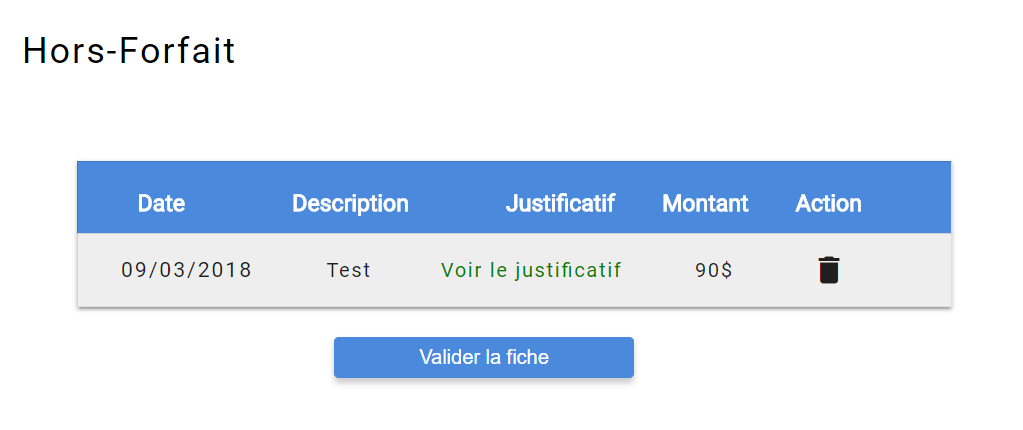 Hors-Forfait
Date Description Justificatif Montant Action
09/03/2018 Test Voir le justificatif 90$
Valider la fiche